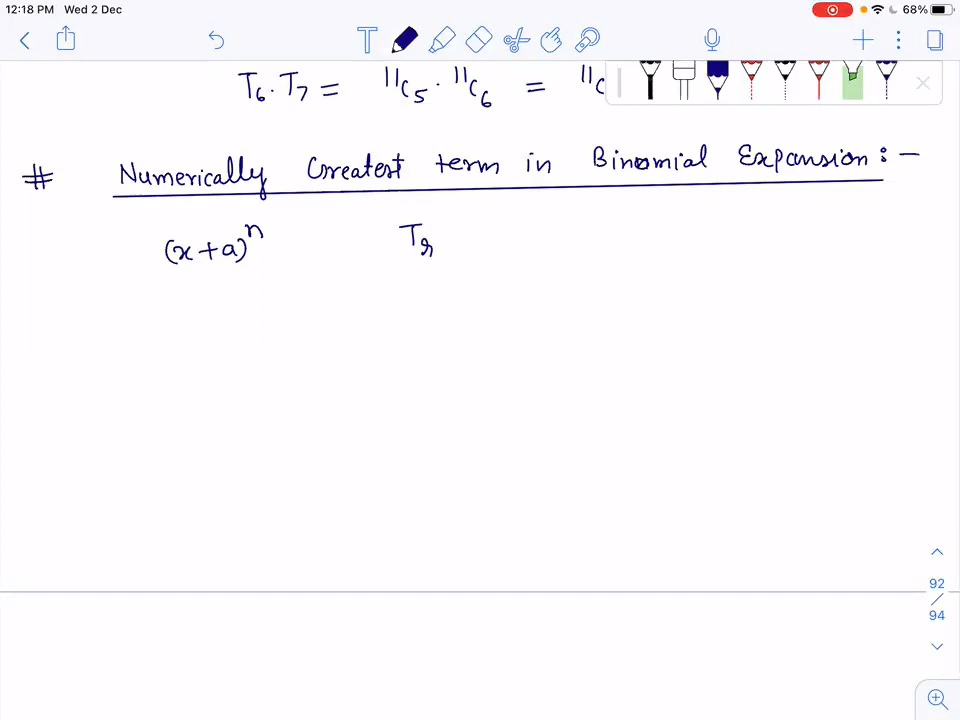 12:18 PM Wed 2 Dec 68%
T
T₆ · T₇ = ¹¹C₅ · ¹¹C₆ = ¹¹C
# Numerically Greatest term in Binomial Expansion : –
(x + a)ⁿ Tᵣ
92
/
94